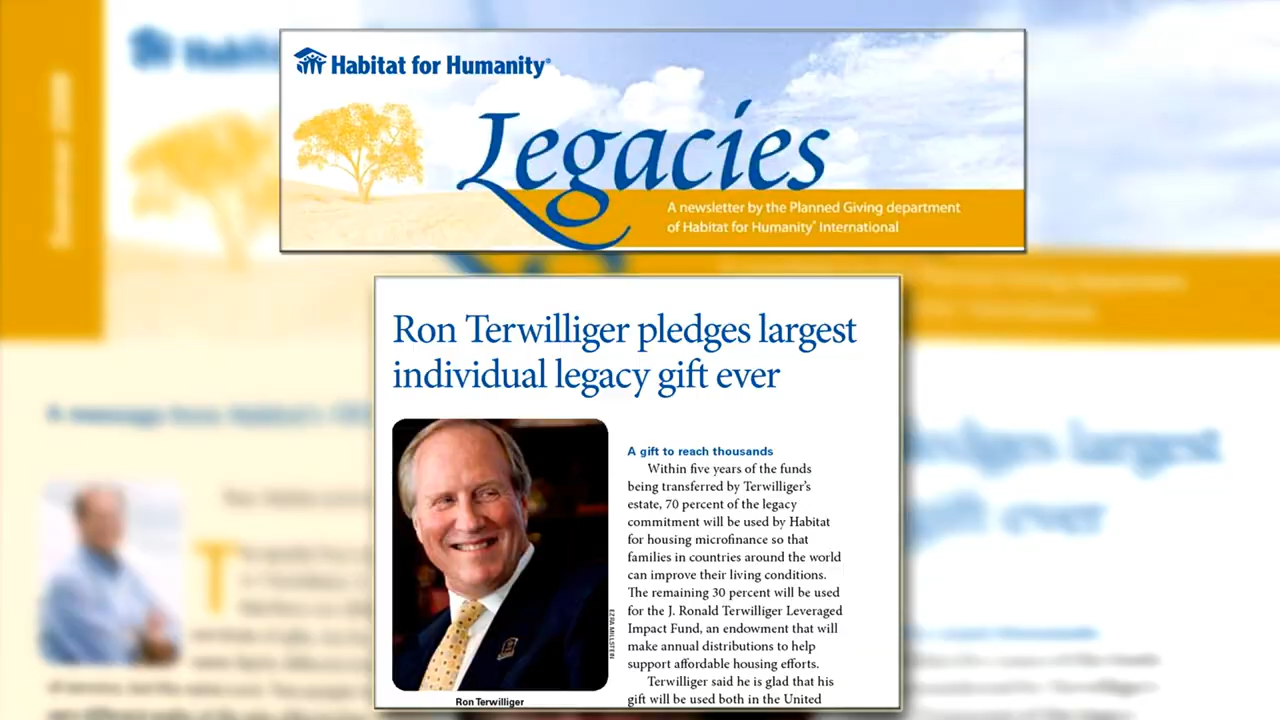 Habitat for Humanity®
Legacies
A newsletter by the Planned Giving department
of Habitat for Humanity® International
Ron Terwilliger pledges largest
individual legacy gift ever
A gift to reach thousands
Within five years of the funds
being transferred by Terwilliger's
estate, 70 percent of the legacy
commitment will be used by Habitat
for housing microfinance so that
families in countries around the world
can improve their living conditions.
The remaining 30 percent will be used
for the J. Ronald Terwilliger Leveraged
Impact Fund, an endowment that will
make annual distributions to help
support affordable housing efforts.
Terwilliger said he is glad that his
gift will be used both in the United
EZRA MILLSTEIN
Ron Terwilliger